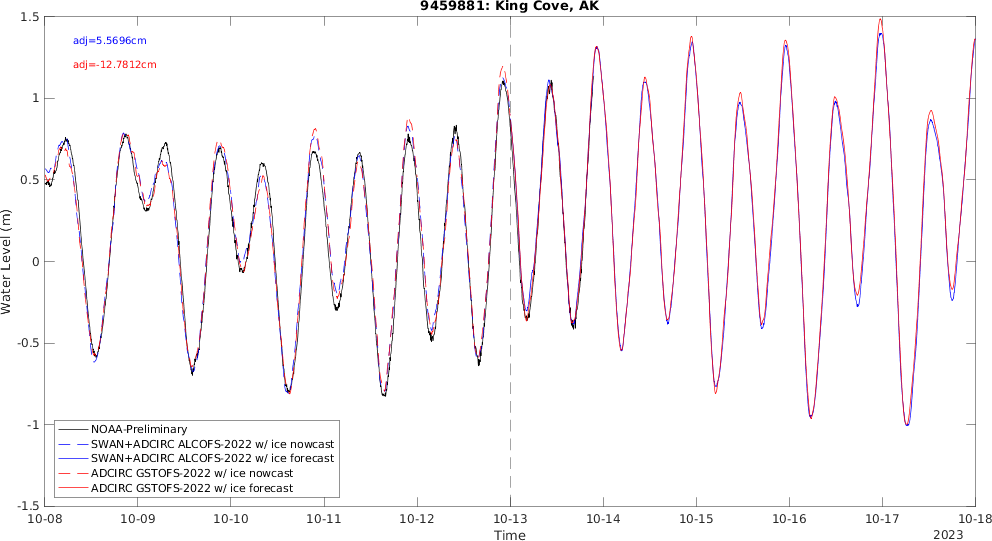 9459881: King Cove, AK
adj=5.5696cm
adj=-12.7812cm
Water Level (m)
1.5
1
0.5
0
-0.5
-1
-1.5
NOAA-Preliminary
SWAN+ADCIRC ALCOFS-2022 w/ ice nowcast
SWAN+ADCIRC ALCOFS-2022 w/ ice forecast
ADCIRC GSTOFS-2022 w/ ice nowcast
ADCIRC GSTOFS-2022 w/ ice forecast
10-08 10-09 10-10 10-11 10-12 10-13 10-14 10-15 10-16 10-17 10-18
Time
2023